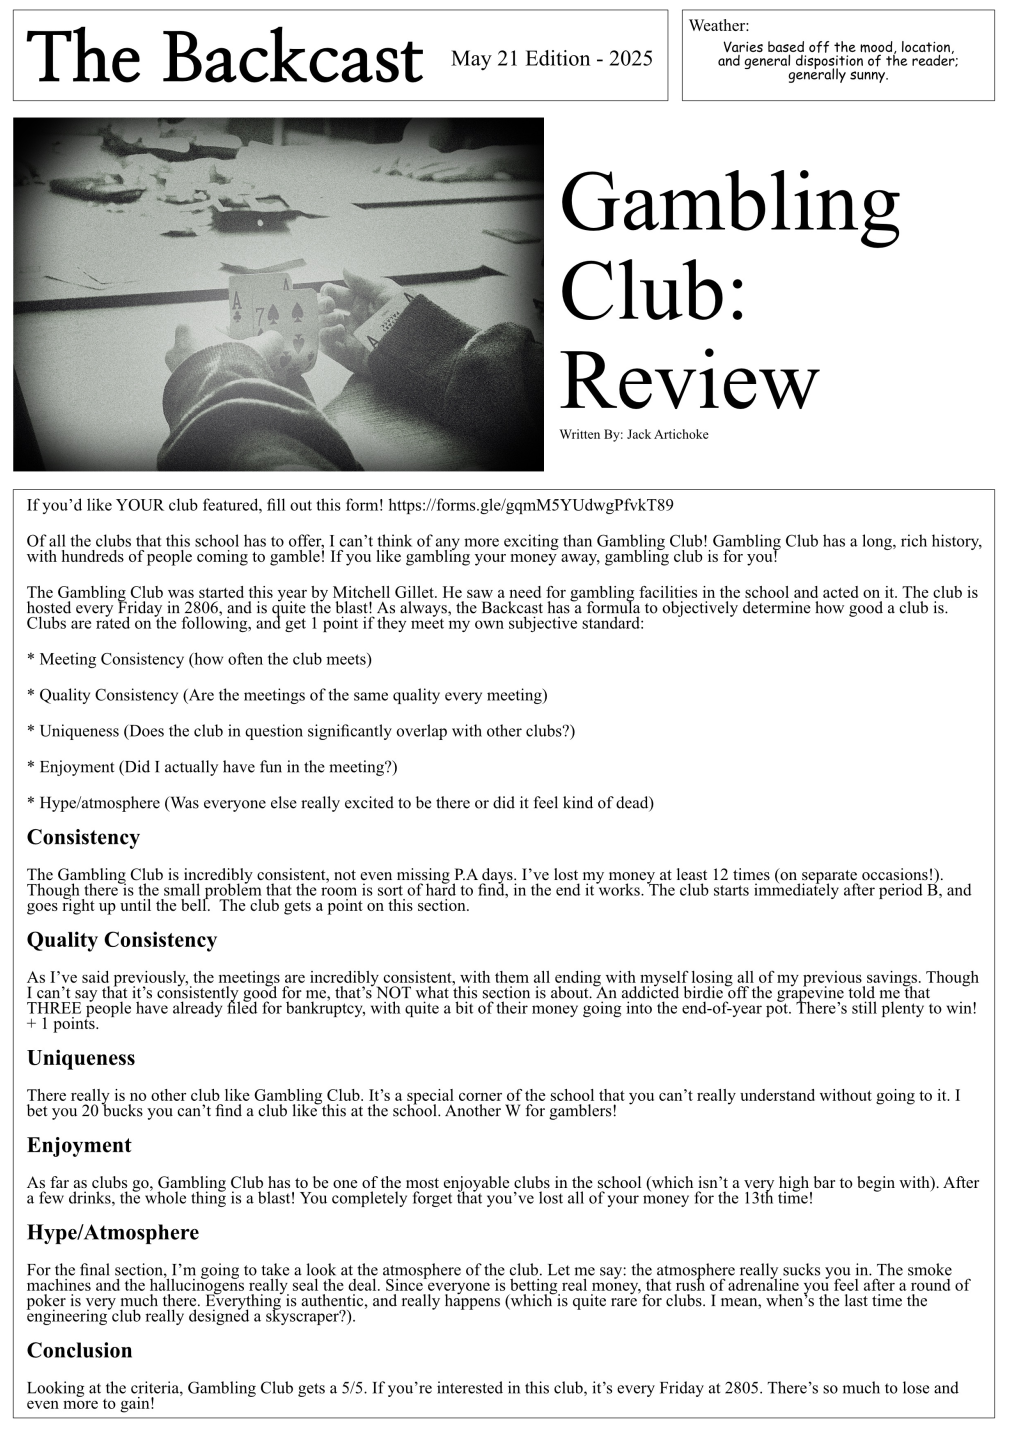 The Backcast
May 21 Edition - 2025
Weather:
Varies based off the mood, location,
and general disposition of the reader;
generally sunny.
A
A
7
A
Gambling
Club:
Review
Written By: Jack Artichoke
If you’d like YOUR club featured, fill out this form! https://forms.gle/gqmM5YUdwgPfvkT89
Of all the clubs that this school has to offer, I can’t think of any more exciting than Gambling Club! Gambling Club has a long, rich history,
with hundreds of people coming to gamble! If you like gambling your money away, gambling club is for you!
The Gambling Club was started this year by Mitchell Gillet. He saw a need for gambling facilities in the school and acted on it. The club is
hosted every Friday in 2806, and is quite the blast! As always, the Backcast has a formula to objectively determine how good a club is.
Clubs are rated on the following, and get 1 point if they meet my own subjective standard:
* Meeting Consistency (how often the club meets)
* Quality Consistency (Are the meetings of the same quality every meeting)
* Uniqueness (Does the club in question significantly overlap with other clubs?)
* Enjoyment (Did I actually have fun in the meeting?)
* Hype/atmosphere (Was everyone else really excited to be there or did it feel kind of dead)
Consistency
The Gambling Club is incredibly consistent, not even missing P.A days. I’ve lost my money at least 12 times (on separate occasions!).
Though there is the small problem that the room is sort of hard to find, in the end it works. The club starts immediately after period B, and
goes right up until the bell.  The club gets a point on this section.
Quality Consistency
As I’ve said previously, the meetings are incredibly consistent, with them all ending with myself losing all of my previous savings. Though
I can’t say that it’s consistently good for me, that’s NOT what this section is about. An addicted birdie off the grapevine told me that
THREE people have already filed for bankruptcy, with quite a bit of their money going into the end-of-year pot. There’s still plenty to win!
+ 1 points.
Uniqueness
There really is no other club like Gambling Club. It’s a special corner of the school that you can’t really understand without going to it. I
bet you 20 bucks you can’t find a club like this at the school. Another W for gamblers!
Enjoyment
As far as clubs go, Gambling Club has to be one of the most enjoyable clubs in the school (which isn’t a very high bar to begin with). After
a few drinks, the whole thing is a blast! You completely forget that you’ve lost all of your money for the 13th time!
Hype/Atmosphere
For the final section, I’m going to take a look at the atmosphere of the club. Let me say: the atmosphere really sucks you in. The smoke
machines and the hallucinogens really seal the deal. Since everyone is betting real money, that rush of adrenaline you feel after a round of
poker is very much there. Everything is authentic, and really happens (which is quite rare for clubs. I mean, when’s the last time the
engineering club really designed a skyscraper?).
Conclusion
Looking at the criteria, Gambling Club gets a 5/5. If you’re interested in this club, it’s every Friday at 2805. There’s so much to lose and
even more to gain!